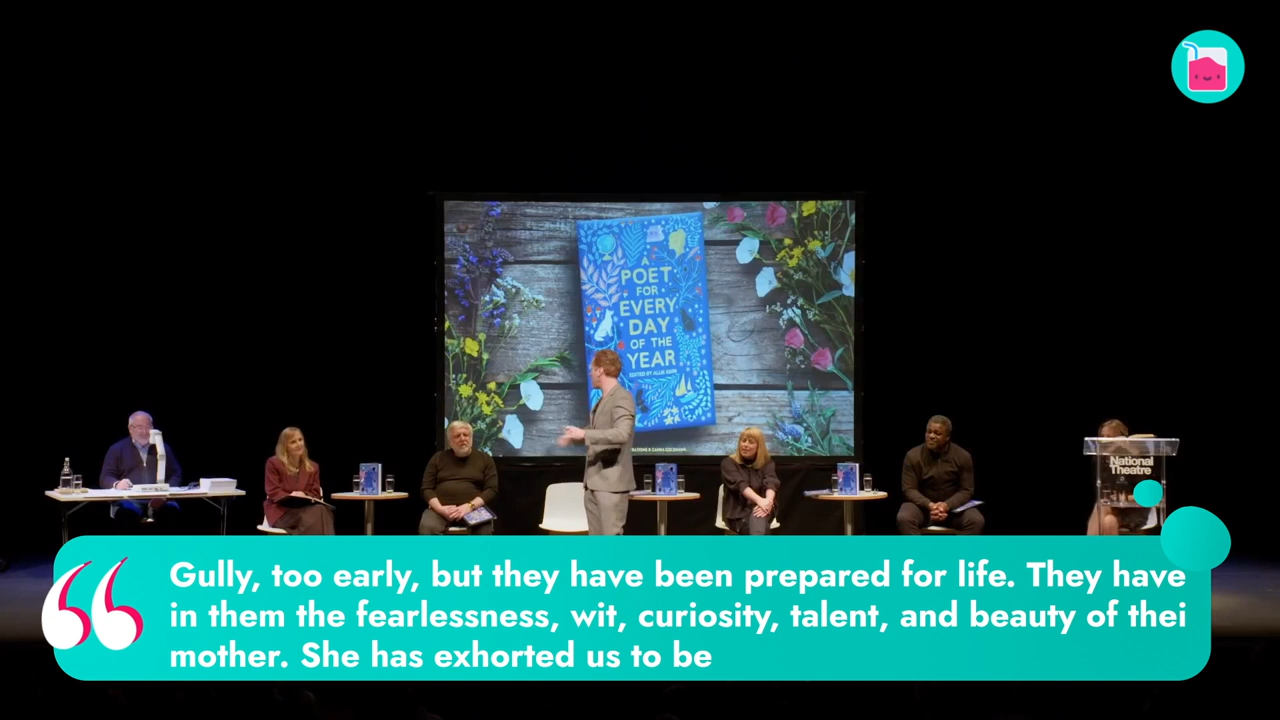 A
POET
FOR
EVERY
DAY
OF THE
YEAR
EDITED BY ALLIE ESIRI
National
Theatre
Gully, too early, but they have been prepared for life. They have
in them the fearlessness, wit, curiosity, talent, and beauty of thei
mother. She has exhorted us to be